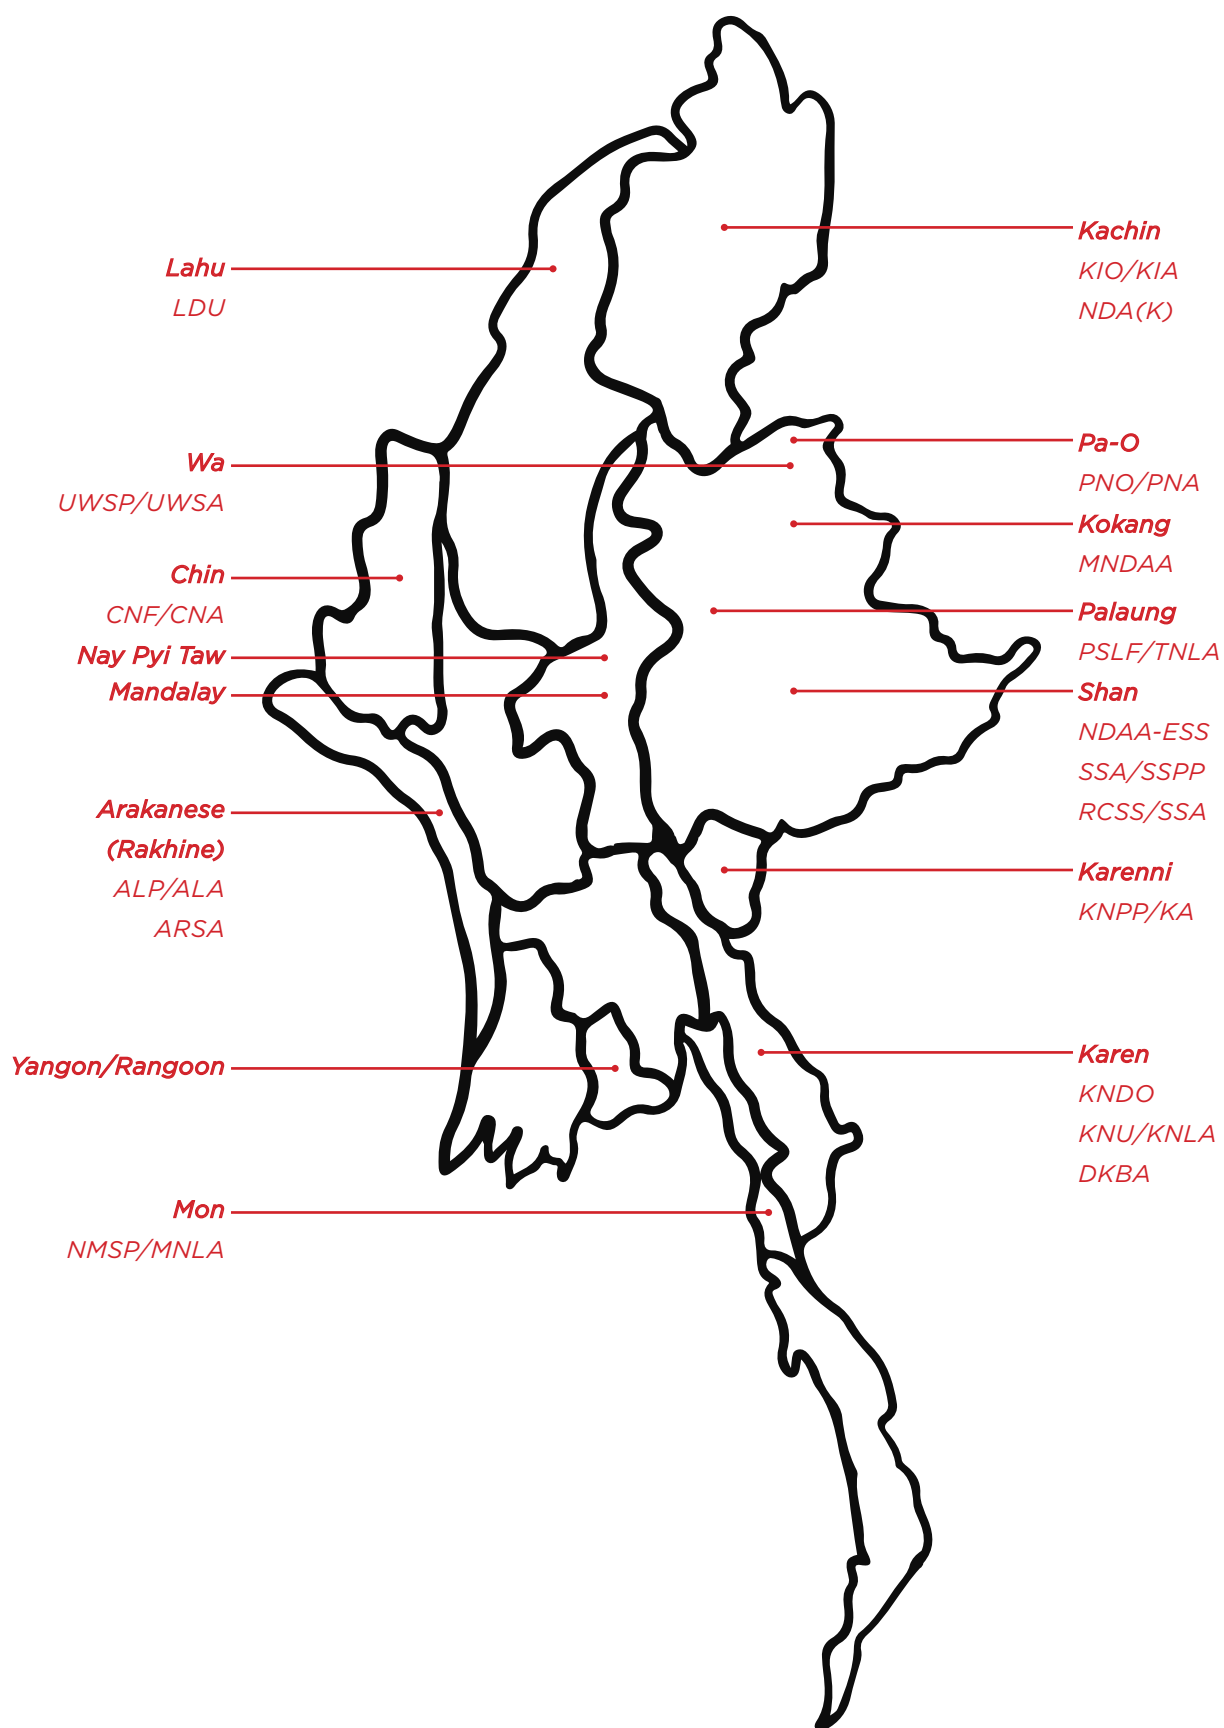 Lahu
LDU
Wa
UWSP/UWSA
Chin
CNF/CNA
Nay Pyi Taw
Mandalay
Arakanese
(Rakhine)
ALP/ALA
ARSA
Yangon/Rangoon
Mon
NMSP/MNLA
Kachin
KIO/KIA
NDA(K)
Pa-O
PNO/PNA
Kokang
MNDAA
Palaung
PSLF/TNLA
Shan
NDAA-ESS
SSA/SSPP
RCSS/SSA
Karenni
KNPP/KA
Karen
KNDO
KNU/KNLA
DKBA